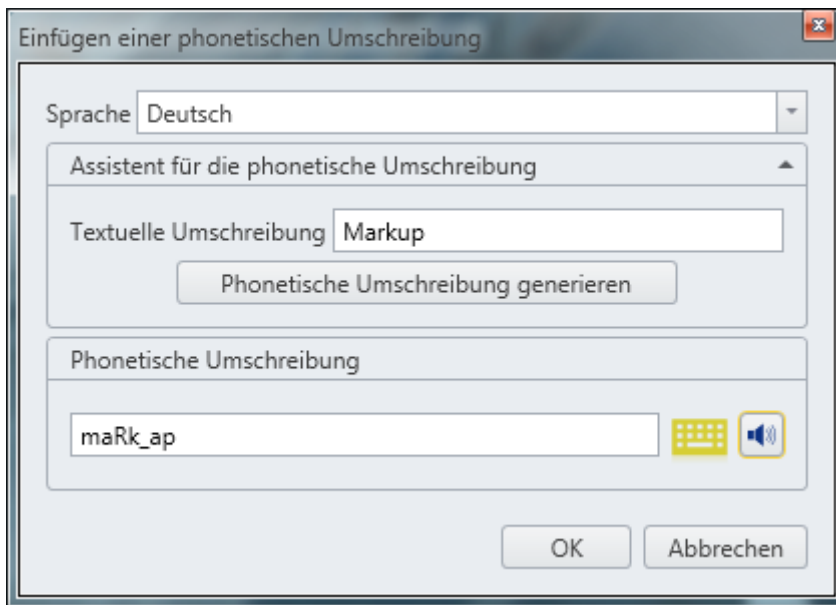 Einfügen einer phonetischen Umschreibung
Sprache Deutsch
Assistent für die phonetische Umschreibung
Textuelle Umschreibung Markup
Phonetische Umschreibung generieren
Phonetische Umschreibung
maRk_ap
OK Abbrechen